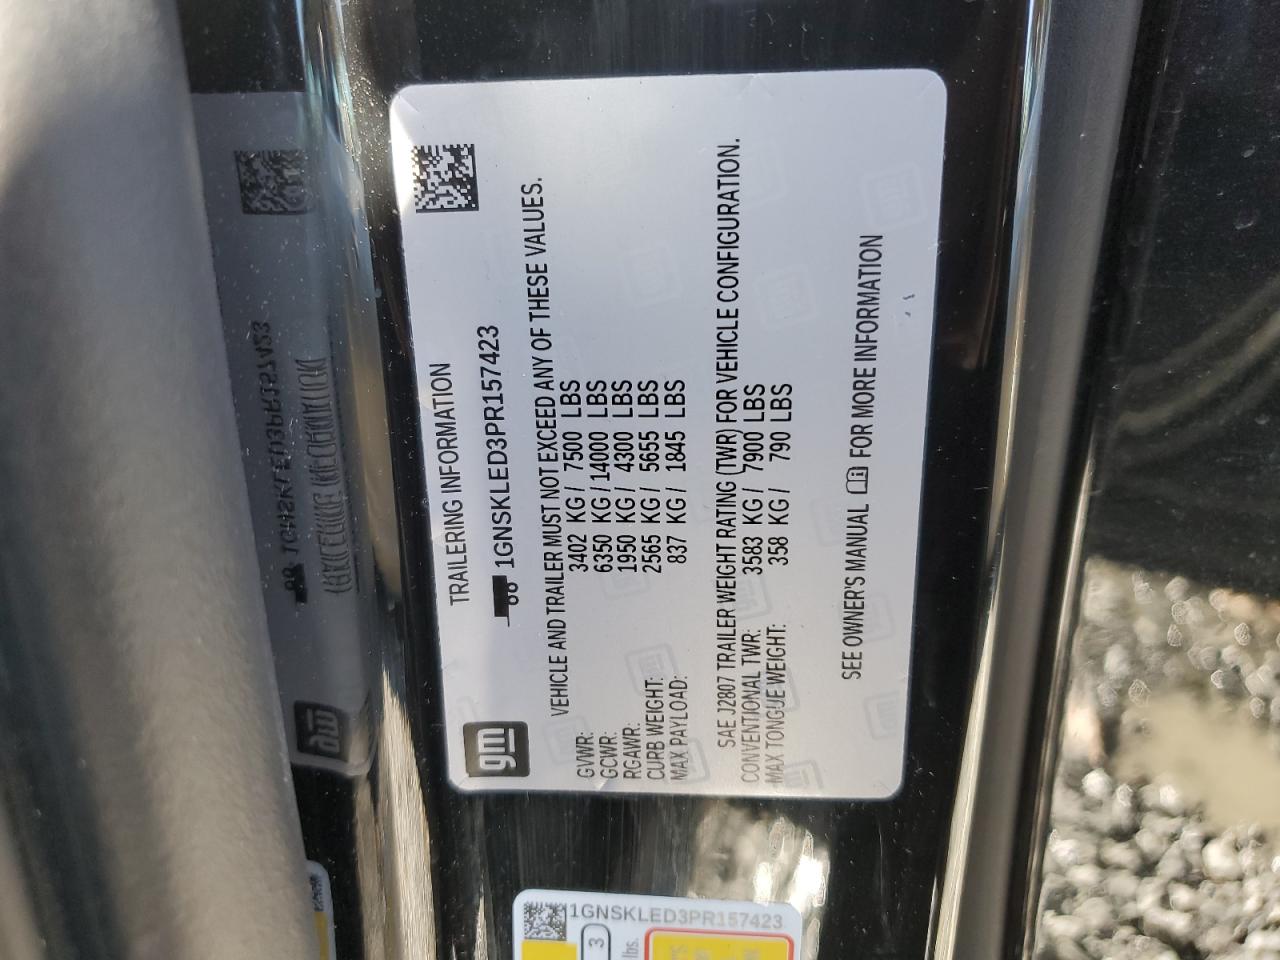 gm
TRAILERING INFORMATION
1GNSKLED3PR157423
VEHICLE AND TRAILER MUST NOT EXCEED ANY OF THESE VALUES.
GVWR: 3402 KG / 7500 LBS
GCWR: 6350 KG / 14000 LBS
RGAWR: 1950 KG / 4300 LBS
CURB WEIGHT: 2565 KG / 5655 LBS
MAX PAYLOAD: 837 KG / 1845 LBS
SAE J2807 TRAILER WEIGHT RATING (TWR) FOR VEHICLE CONFIGURATION.
CONVENTIONAL TWR: 3583 KG / 7900 LBS
MAX TONGUE WEIGHT: 358 KG / 790 LBS
SEE OWNER'S MANUAL FOR MORE INFORMATION
1GNSKLED3PR157423
3
lbs.